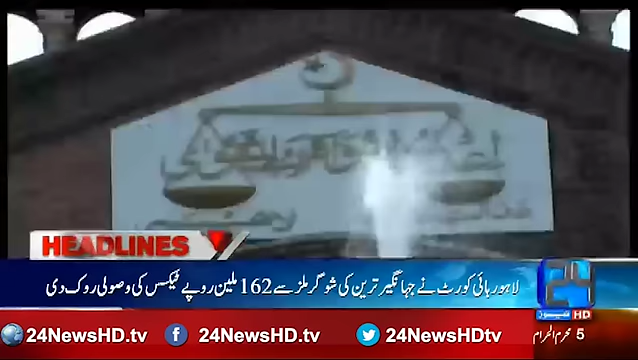 HEADLINES
لاہور ہائی کورٹ نے جہانگیر ترین کی شوگر ملز سے 162 ملین روپے ٹیکس کی وصولی روک دی
24 نیوز HD
24NewsHD.tv 24NewsHD.tv 24NewsHDtv 5 محرم الحرام